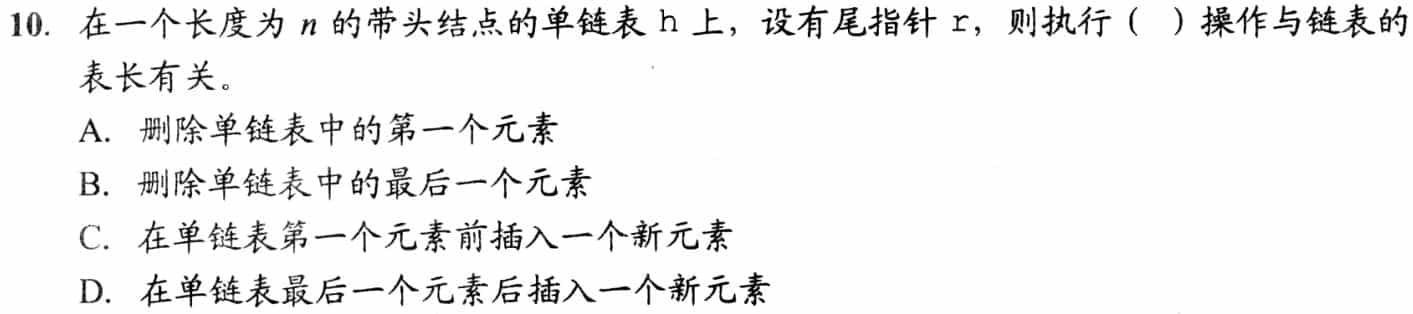 10. 在一个长度为 n 的带头结点的单链表 h 上，设有尾指针 r，则执行（ ）操作与链表的
表长有关。
A. 删除单链表中的第一个元素
B. 删除单链表中的最后一个元素
C. 在单链表第一个元素前插入一个新元素
D. 在单链表最后一个元素后插入一个新元素